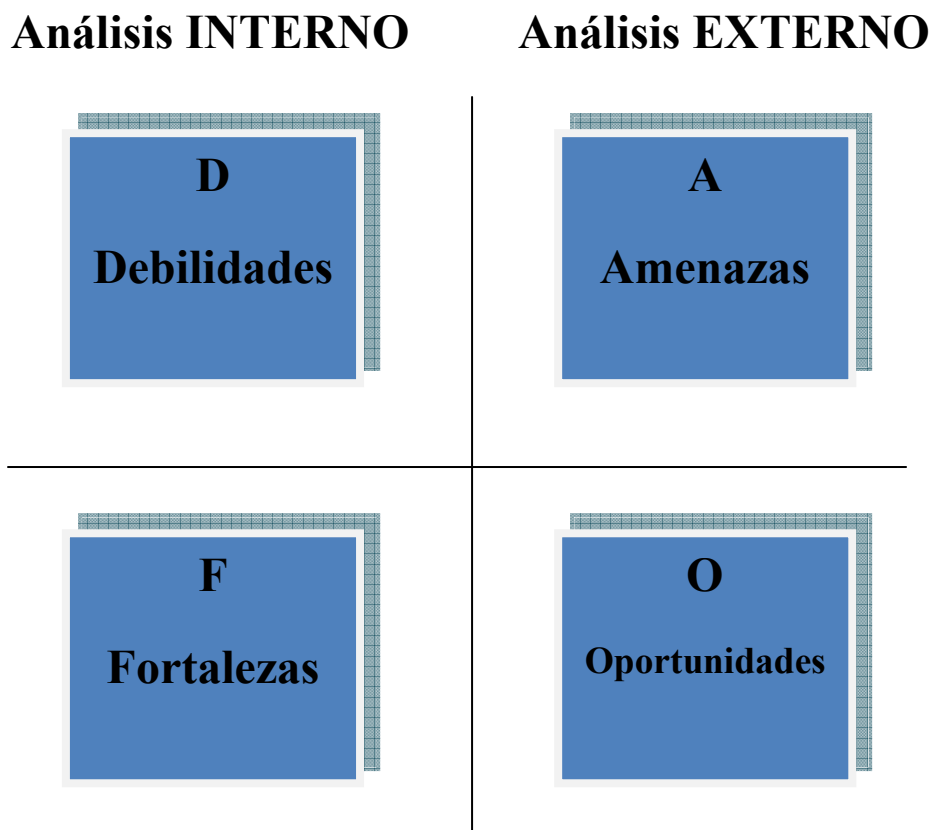 Análisis INTERNO
Análisis EXTERNO
D
Debilidades
A
Amenazas
F
Fortalezas
O
Oportunidades